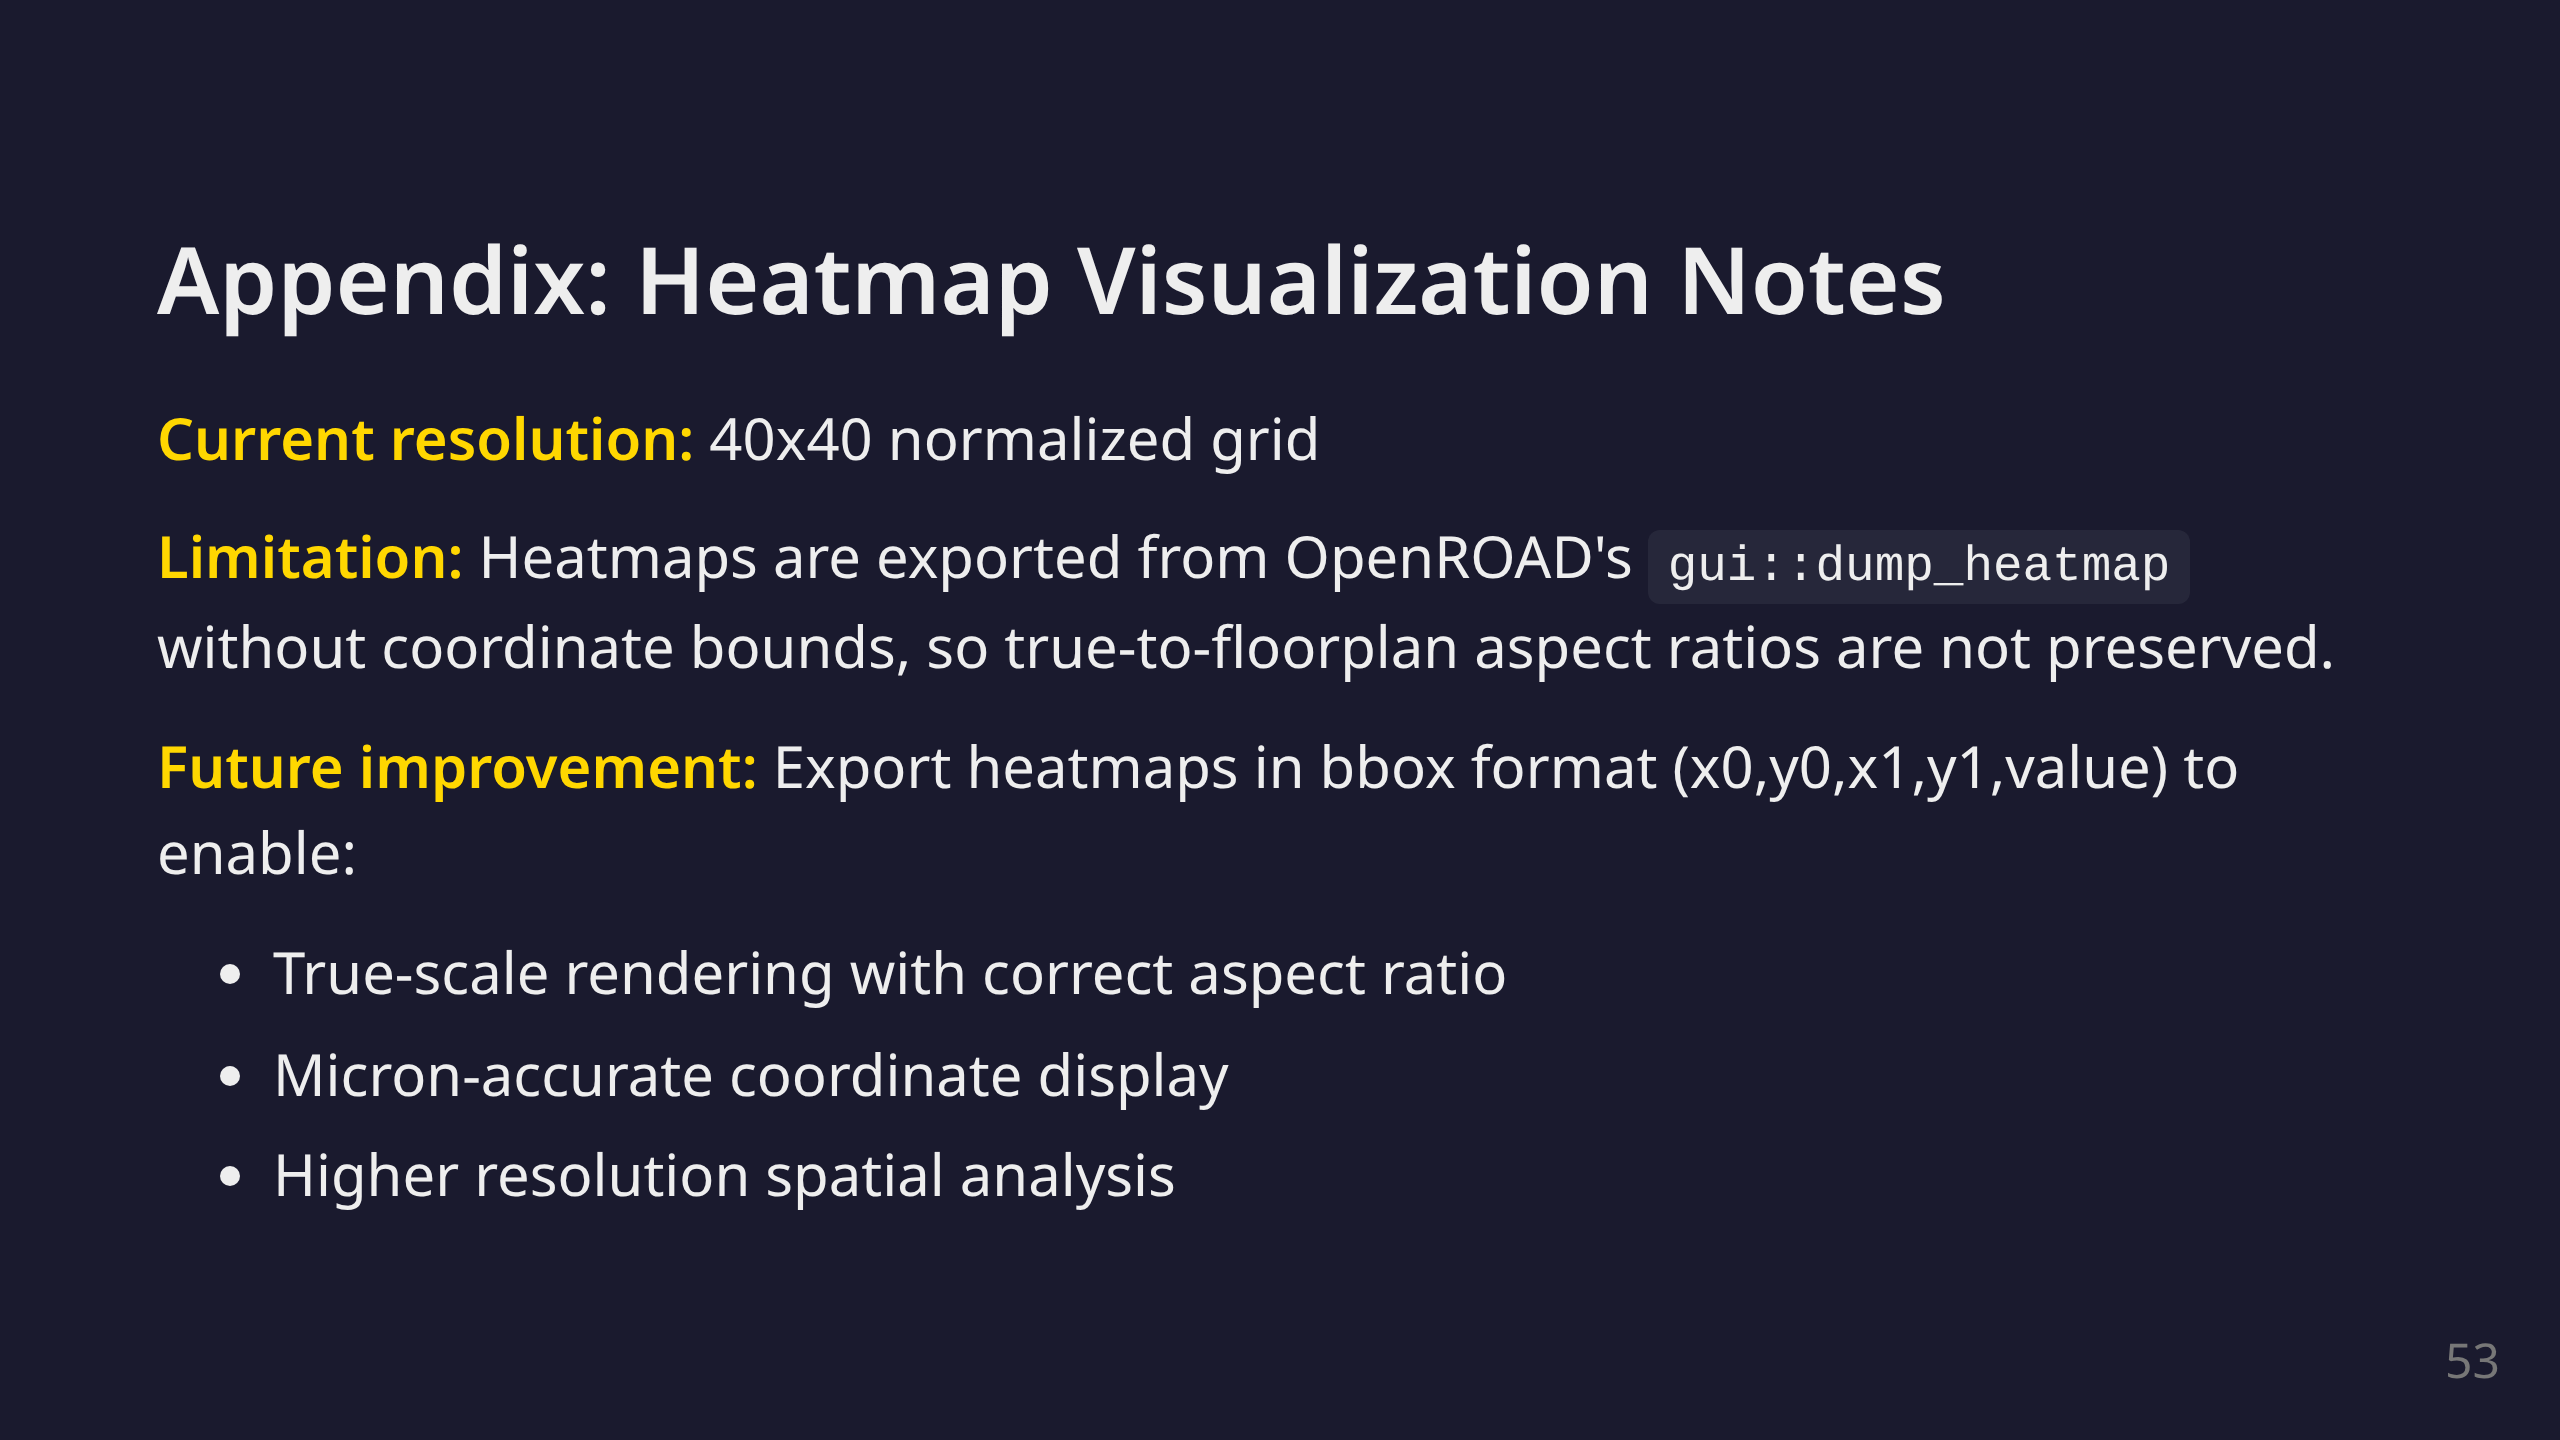 Appendix: Heatmap Visualization Notes
Current resolution: 40x40 normalized grid
Limitation: Heatmaps are exported from OpenROAD's gui::dump_heatmap
without coordinate bounds, so true-to-floorplan aspect ratios are not preserved.
Future improvement: Export heatmaps in bbox format (x0,y0,x1,y1,value) to
enable:
• True-scale rendering with correct aspect ratio
• Micron-accurate coordinate display
• Higher resolution spatial analysis
53